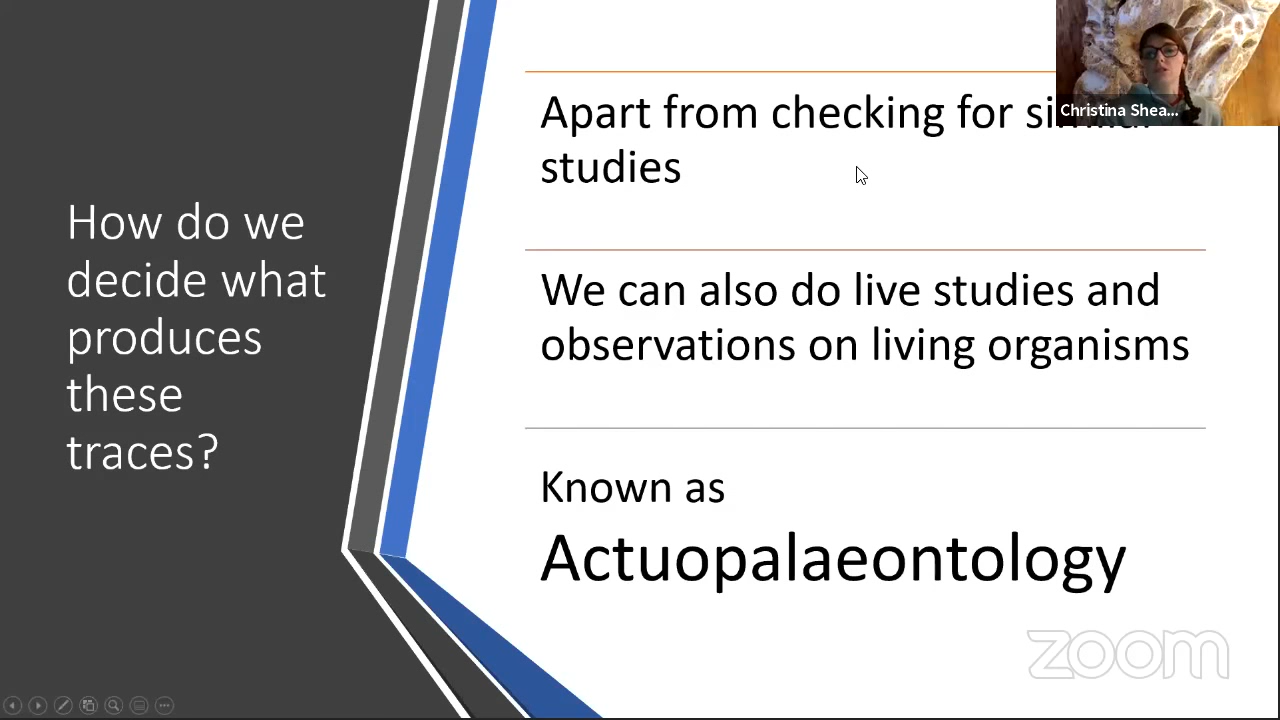 How do we
decide what
produces
these
traces?
Apart from checking for
studies
We can also do live studies and
observations on living organisms
Known as
Actuopalaeontology
Christina Shea...
zoom